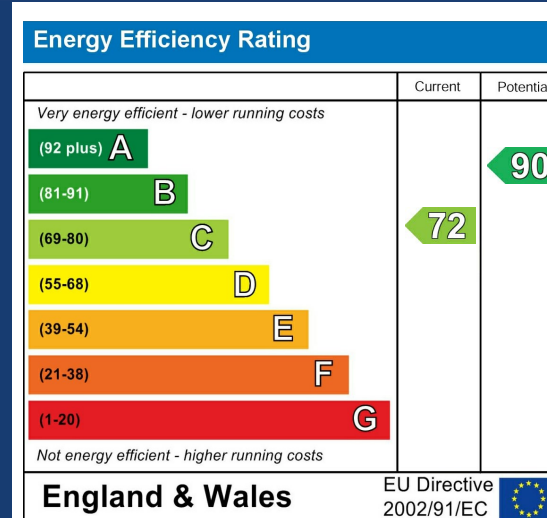 Energy Efficiency Rating
Current Potentia
Very energy efficient - lower running costs
(92 plus) A
(81-91) B
90
(69-80) C
72
(55-68) D
(39-54) E
(21-38) F
(1-20) G
Not energy efficient - higher running costs
England & Wales
EU Directive
2002/91/EC